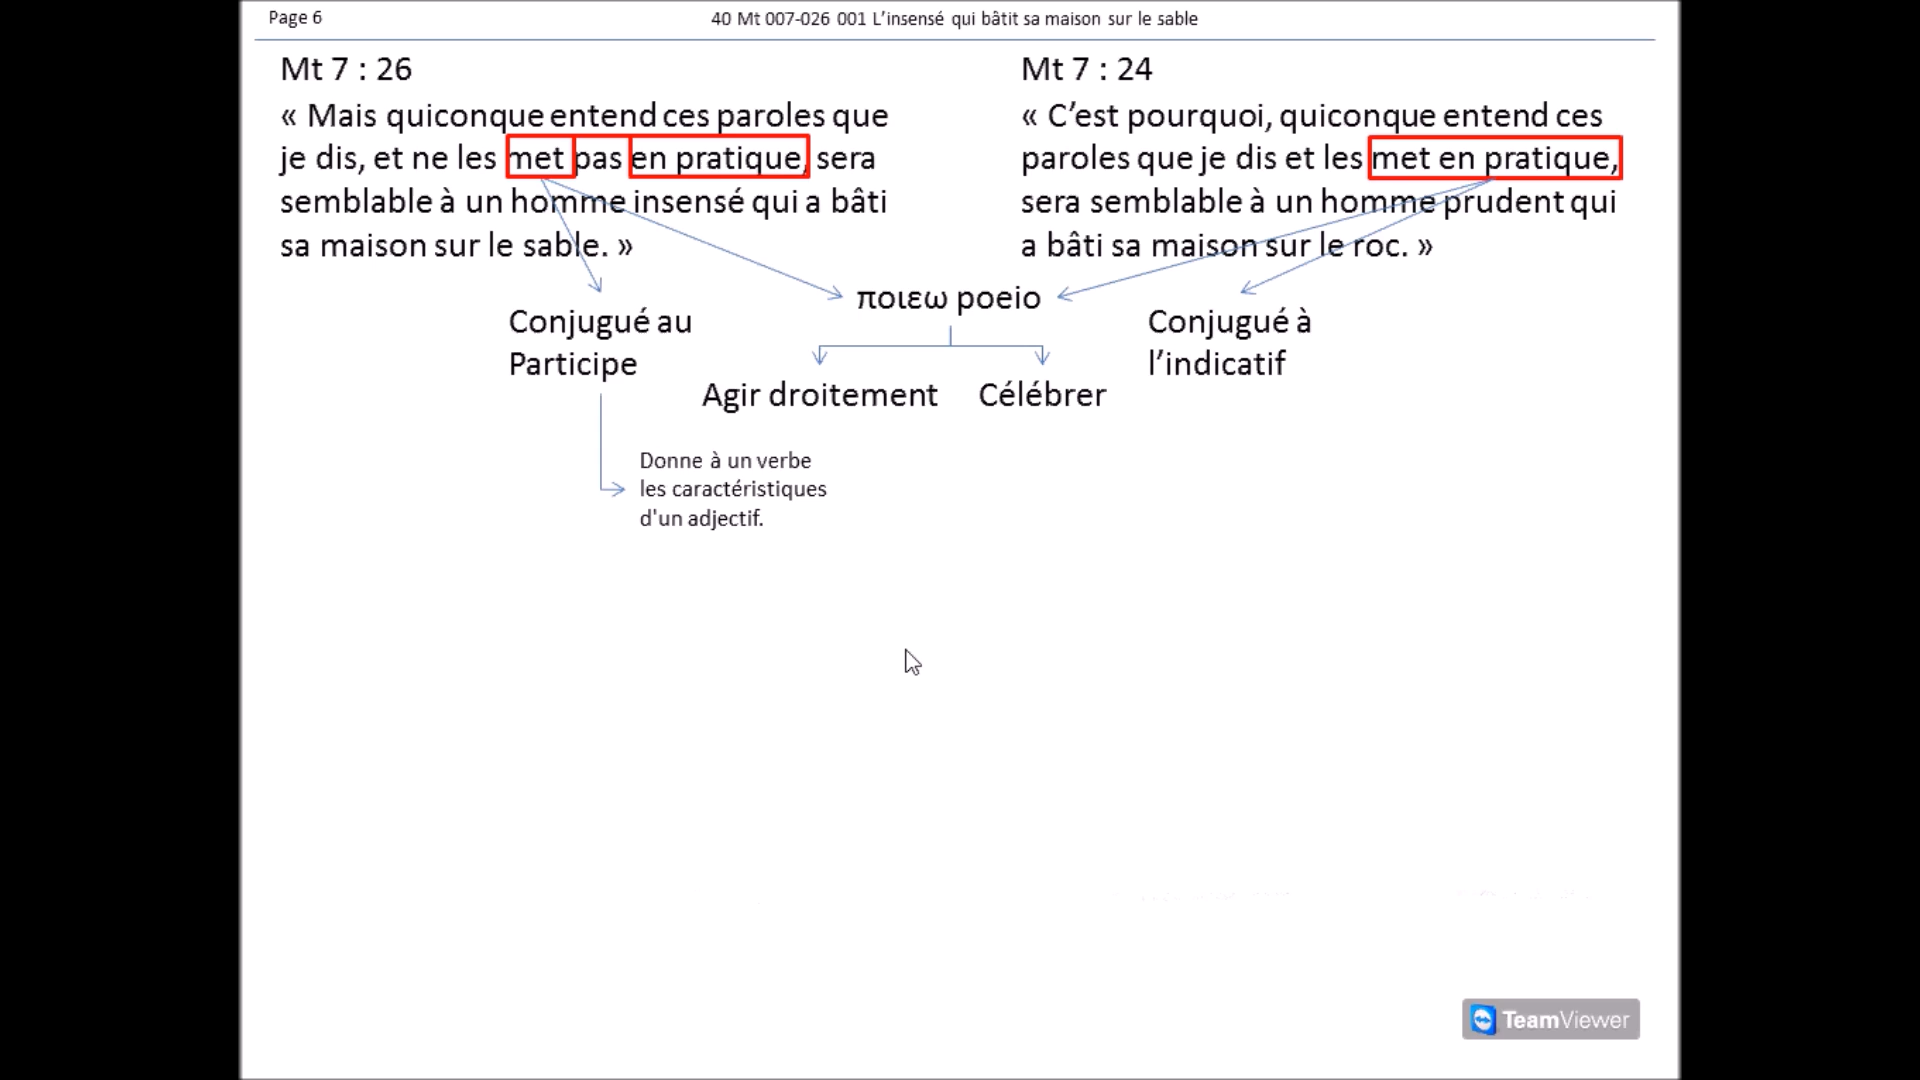 Page 6
40 Mt 007-026 001 L’insensé qui bâtit sa maison sur le sable
Mt 7 : 26
« Mais quiconque entend ces paroles que
je dis, et ne les met pas en pratique, sera
semblable à un homme insensé qui a bâti
sa maison sur le sable. »
Mt 7 : 24
« C’est pourquoi, quiconque entend ces
paroles que je dis et les met en pratique,
sera semblable à un homme prudent qui
a bâti sa maison sur le roc. »
Conjugué au
Participe
ποιεω poeio
Conjugué à
l’indicatif
Agir droitement
Célébrer
Donne à un verbe
les caractéristiques
d'un adjectif.
TeamViewer